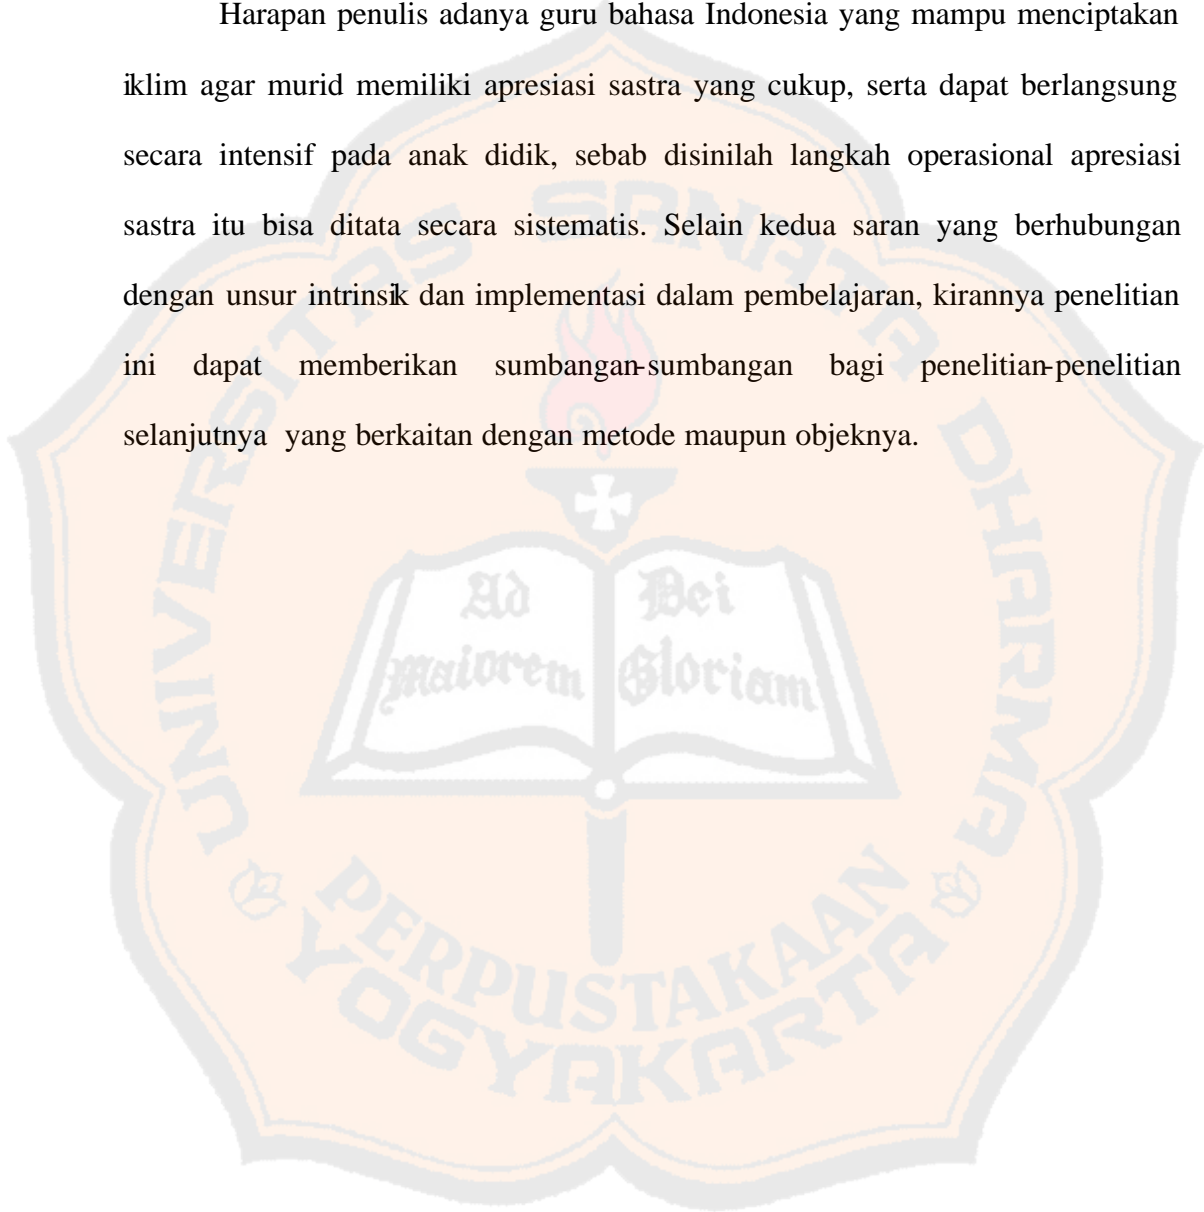 Harapan penulis adanya guru bahasa Indonesia yang mampu menciptakan
iklim agar murid memiliki apresiasi sastra yang cukup, serta dapat berlangsung
secara intensif pada anak didik, sebab disinilah langkah operasional apresiasi
sastra itu bisa ditata secara sistematis. Selain kedua saran yang berhubungan
dengan unsur intrinsik dan implementasi dalam pembelajaran, kirannya penelitian
ini dapat memberikan sumbangan-sumbangan bagi penelitian-penelitian
selanjutnya yang berkaitan dengan metode maupun objeknya.
UNIVERSITAS SANATA DHARMA
Ad Dei
Maiorem Gloriam
PERPUSTAKAAN
YOGYAKARTA